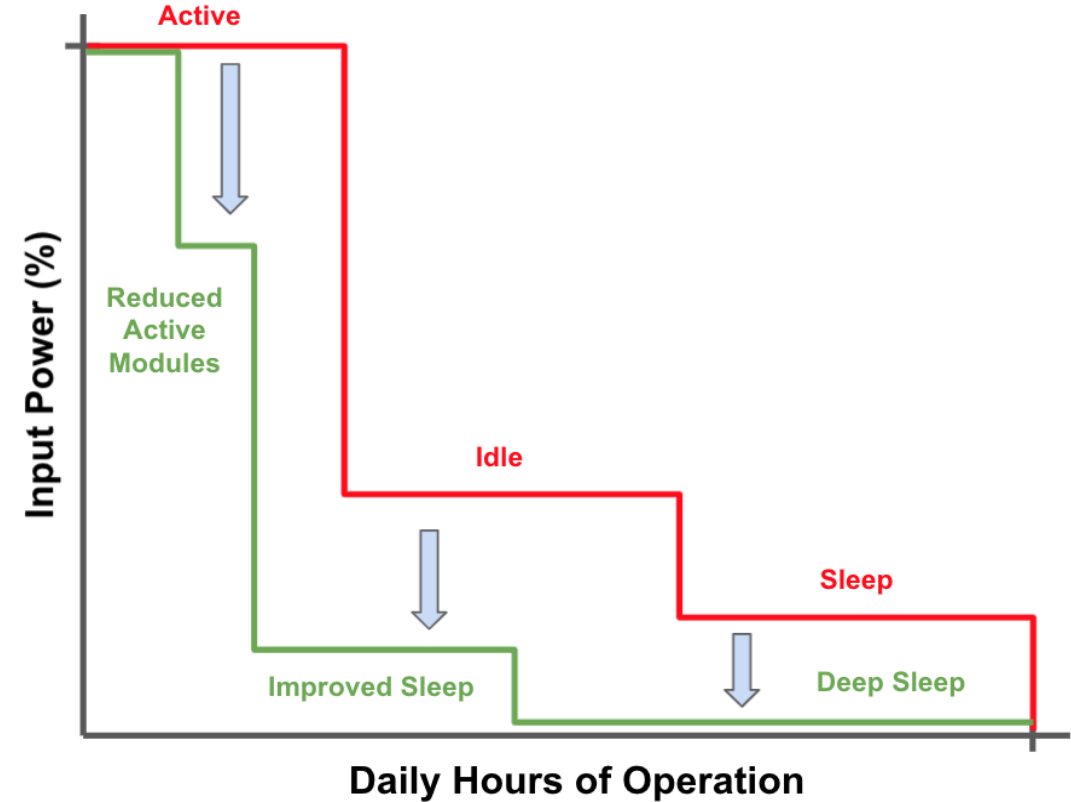 Active
Reduced
Active
Modules
Input Power (%)
Idle
Sleep
Improved Sleep
Deep Sleep
Daily Hours of Operation